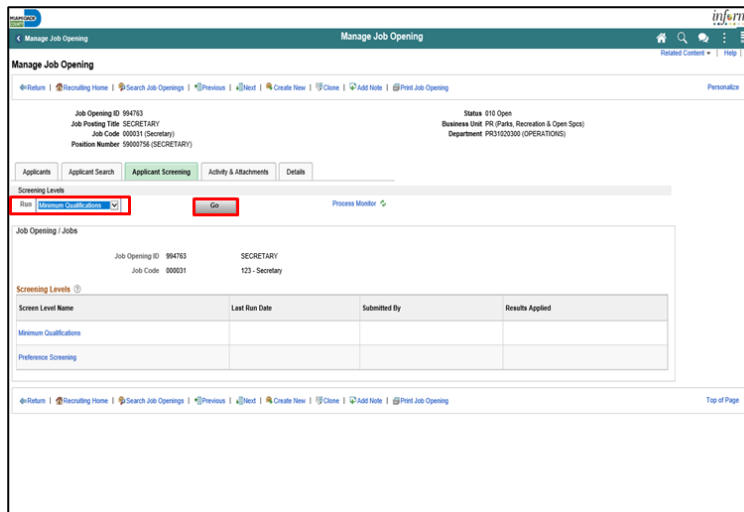 MIAMI-DADE
COUNTY
inform
Manage Job Opening
Manage Job Opening
Related Content | Help |
Manage Job Opening
Return | Recruiting Home | Search Job Openings | Previous | Next | Create New | Clone | Add Note | Print Job Opening
Personalize
Job Opening ID 994763
Status 010 Open
Job Posting Title SECRETARY
Business Unit PR (Parks, Recreation & Open Spcs)
Job Code 000031 (Secretary)
Department PR31020300 (OPERATIONS)
Position Number 59000756 (SECRETARY)
Applicants Applicant Search Applicant Screening Activity & Attachments Details
Screening Levels
Run Minimum Qualifications Go Process Monitor
Job Opening / Jobs
Job Opening ID 994763 SECRETARY
Job Code 000031 123 - Secretary
Screening Levels
Screen Level Name Last Run Date Submitted By Results Applied
Minimum Qualifications
Preference Screening
Return | Recruiting Home | Search Job Openings | Previous | Next | Create New | Clone | Add Note | Print Job Opening
Top of Page